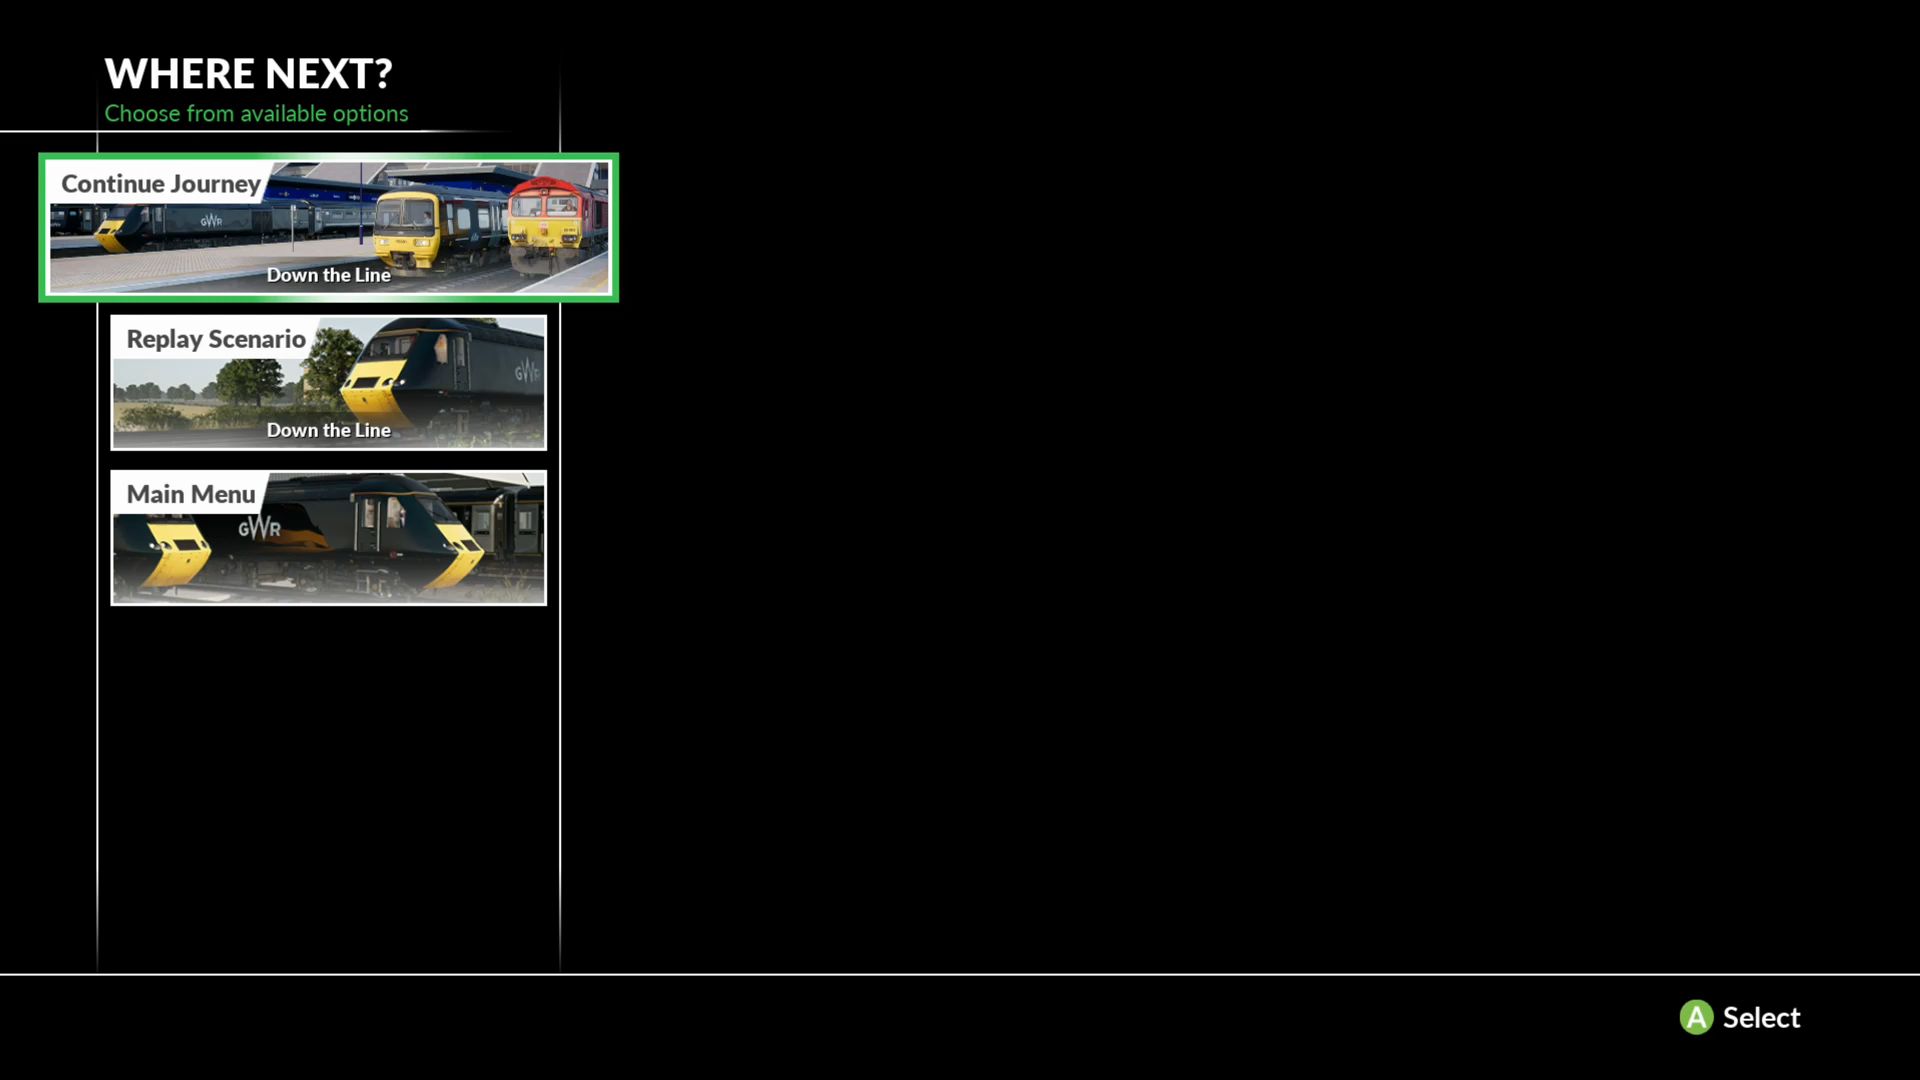 WHERE NEXT?
Choose from available options
Continue Journey
GWR
Down the Line
Replay Scenario
GWR
Down the Line
Main Menu
GWR
A Select